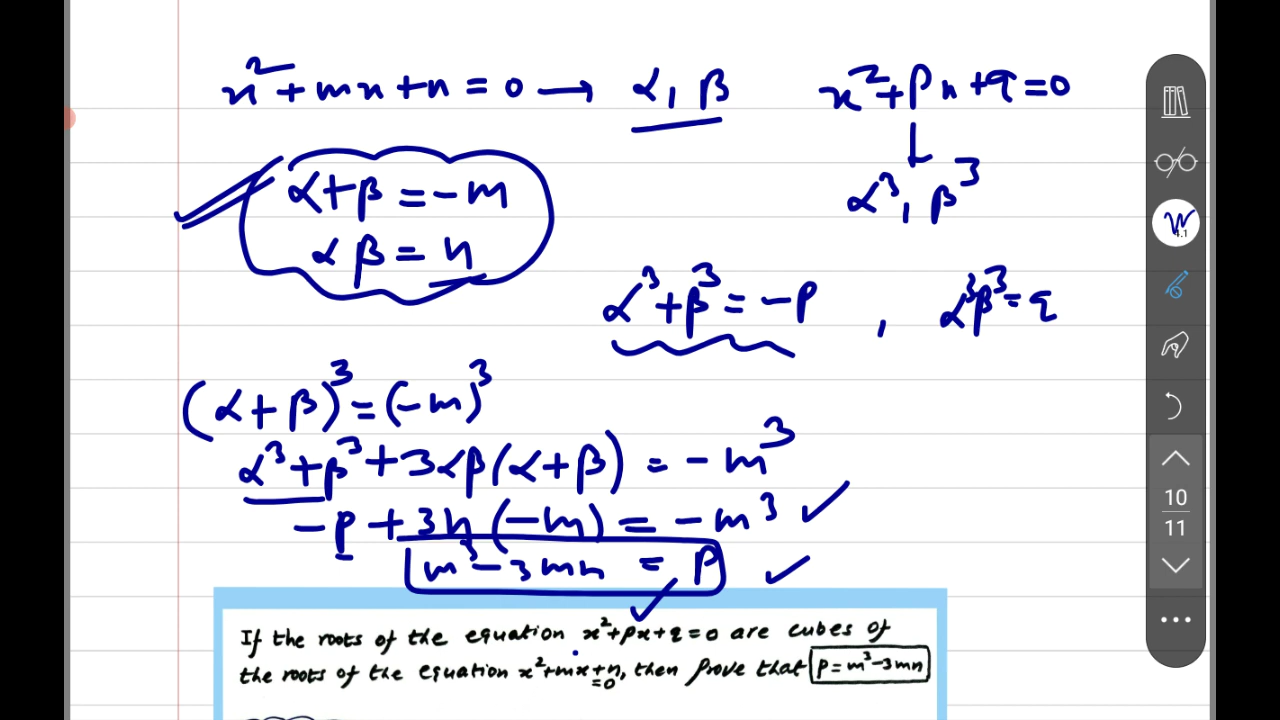 x²+mx+n=0 → α, β    x²+px+q=0
↓
α+β=-m    α³, β³
αβ=n
α³+β³=-p , α³β³=q
(α+β)³=(-m)³
α³+β³+3αβ(α+β)=-m³
-p+3n(-m)=-m³ ✓
m³-3mn=p ✓
If the roots of the equation x²+px+q=0 are cubes of
the roots of the equation x²+mx+n=0, then prove that p=m³-3mn
W
4.1
10
11